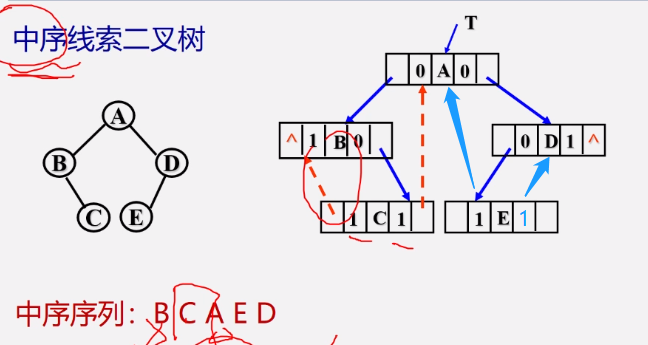 中序线索二叉树
T
A
B D
C E
0 A 0
^ 1 B 0
0 D 1 ^
1 C 1
1 E 1
中序序列：B C A E D